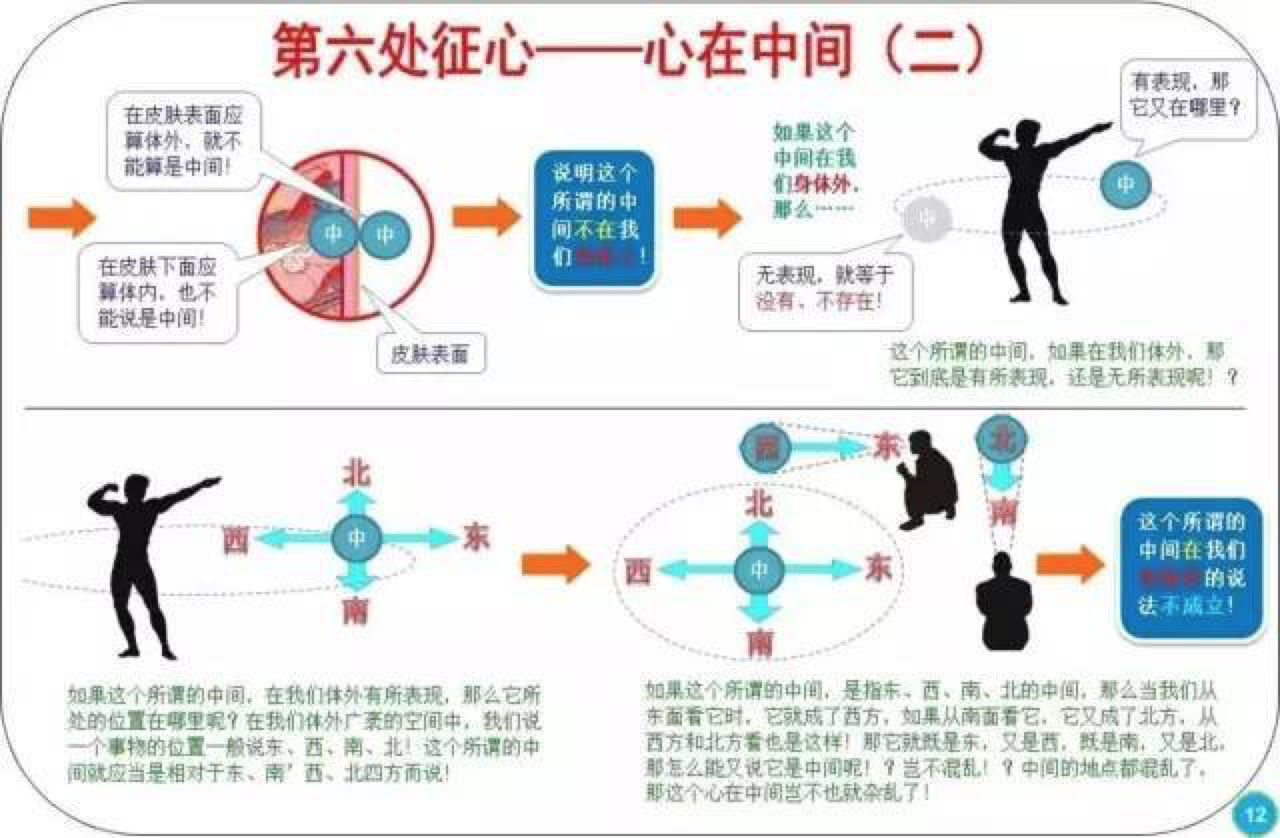 第六处征心——心在中间（二）
在皮肤表面应
算体外，就不
能算是中间！
中
中
在皮肤下面应
算体内，也不
能说是中间！
皮肤表面
说明这个
所谓的中
间不在我
们！
如果这个
中间在我
们身体外，
那么……
有表现，那
它又在哪里？
中
中
无表现，就等于
没有、不存在！
这个所谓的中间，如果在我们体外，那
它到底是有所表现，还是无所表现呢！？
北
西
中
东
南
如果这个所谓的中间，在我们体外有所表现，那么它所
处的位置在哪里呢？在我们体外广袤的空间中，我们说
一个事物的位置一般说东、西、南、北！这个所谓的中
间就应当是相对于东、南’西、北四方而说！
西
东
北
南
北
西
中
东
南
如果这个所谓的中间，是指东、西、南、北的中间，那么当我们从
东面看它时，它就成了西方，如果从南面看它，它又成了北方，从
西方和北方看也是这样！那它就既是东，又是西，既是南，又是北，
那怎么能又说它是中间呢！？岂不混乱！？中间的地点都混乱了，
那这个心在中间岂不也就杂乱了！
这个所谓的
中间在我们
的说
法不成立！
12